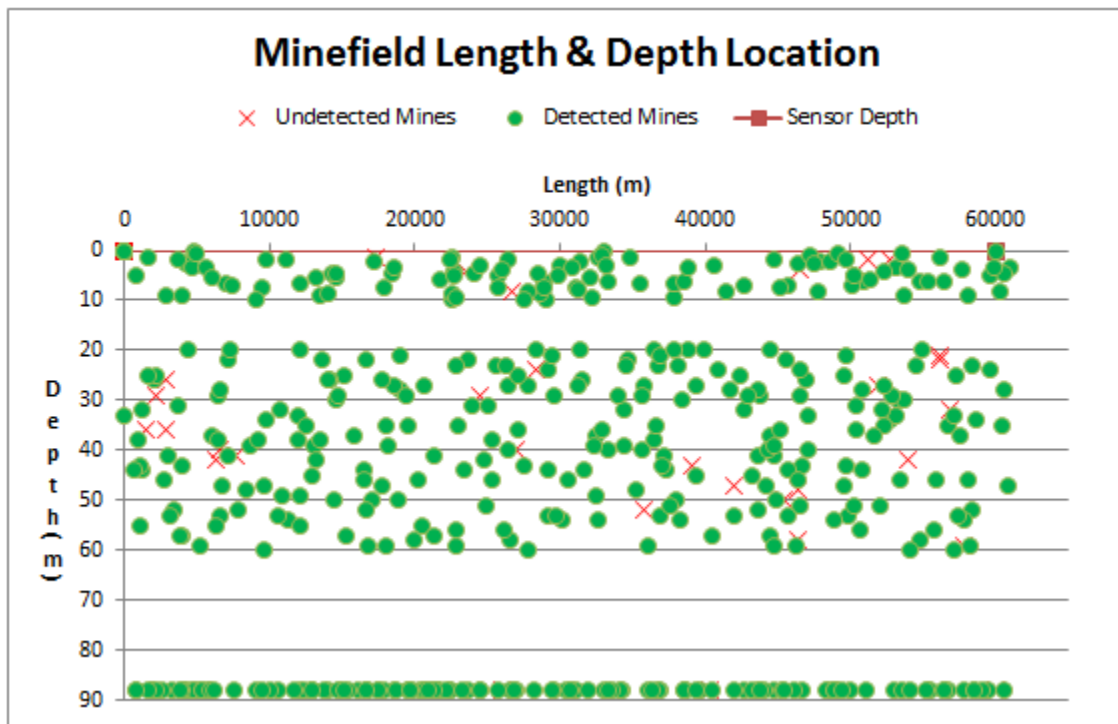 Minefield Length & Depth Location
Undetected Mines Detected Mines Sensor Depth
Length (m)
0 10000 20000 30000 40000 50000 60000
0
10
20
30
40
50
60
70
80
90
Depth(m)